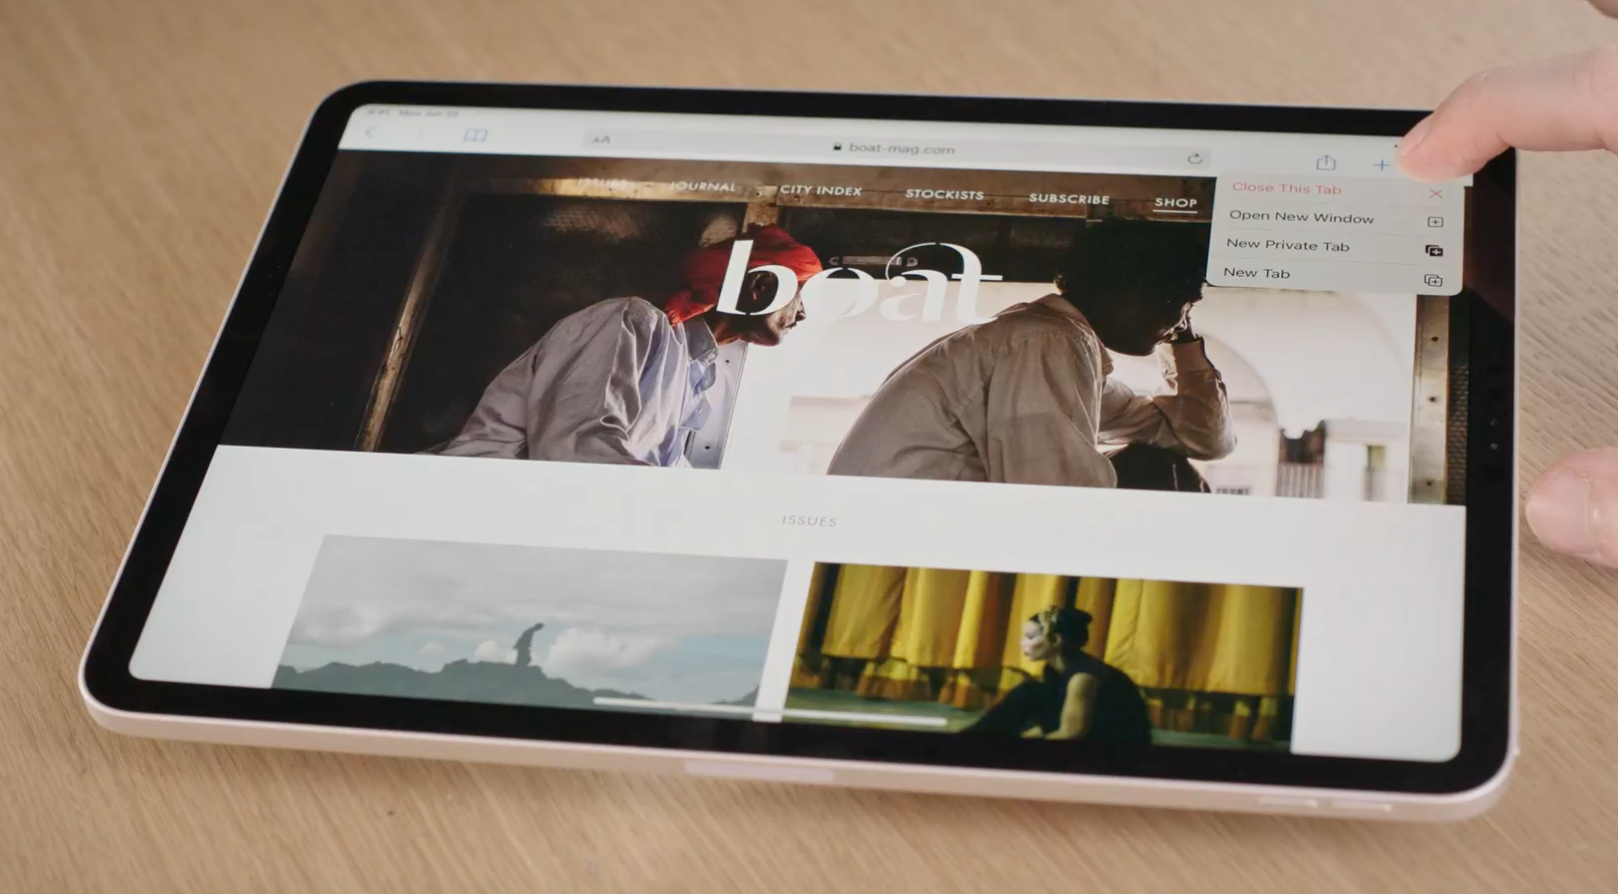 AA
boat-mag.com
ISSUES JOURNAL CITY INDEX STOCKISTS SUBSCRIBE SHOP
Close This Tab
Open New Window
New Private Tab
New Tab
boat
ISSUES